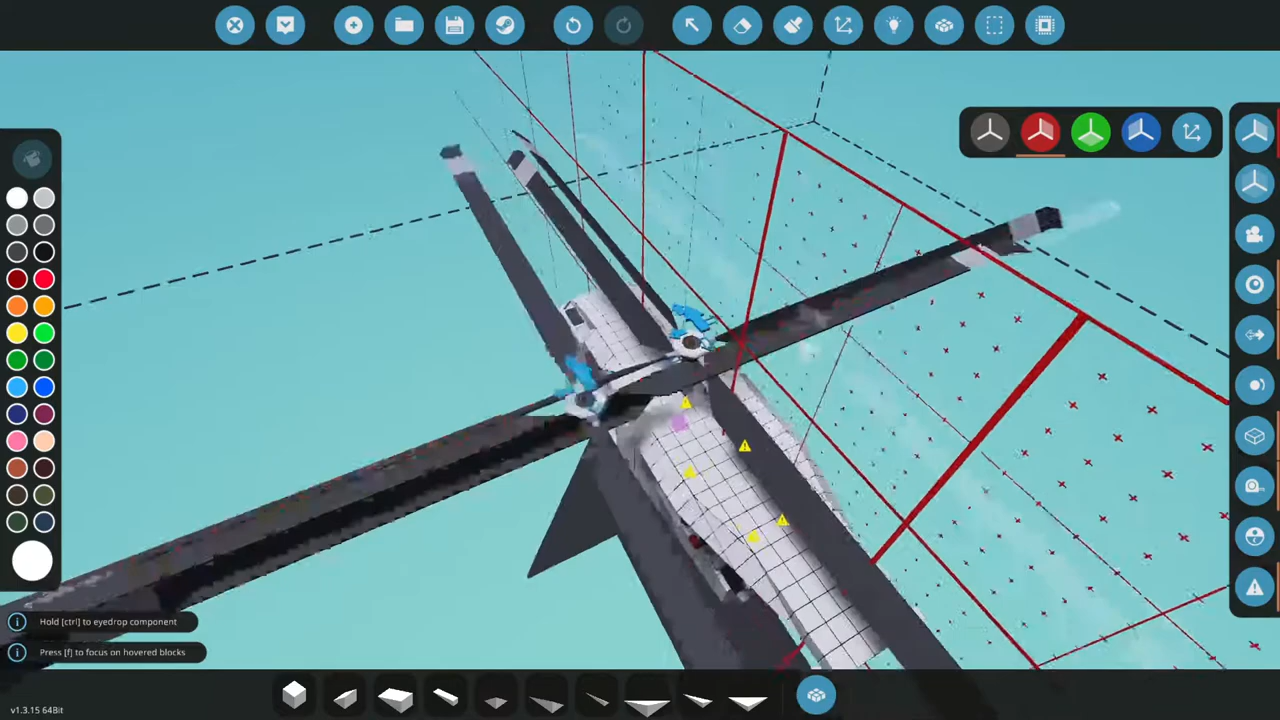 Hold [ctrl] to eyedrop component
Press [f] to focus on hovered blocks
v1.3.15 64Bit